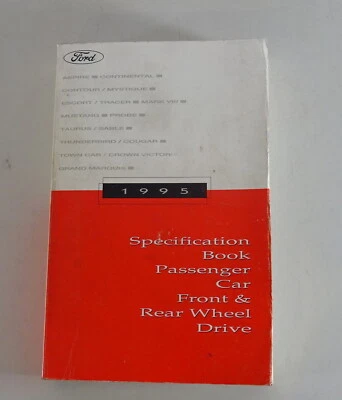 Ford
ASPIRE ■ CONTINENTAL ■
CONTOUR / MYSTIQUE ■
ESCORT / TRACER ■ MARK VIII ■
MUSTANG ■ PROBE ■
TAURUS / SABLE ■
THUNDERBIRD / COUGAR ■
TOWN CAR / CROWN VICTORIA /
GRAND MARQUIS ■
1995
Specification
Book
Passenger
Car
Front &
Rear Wheel
Drive